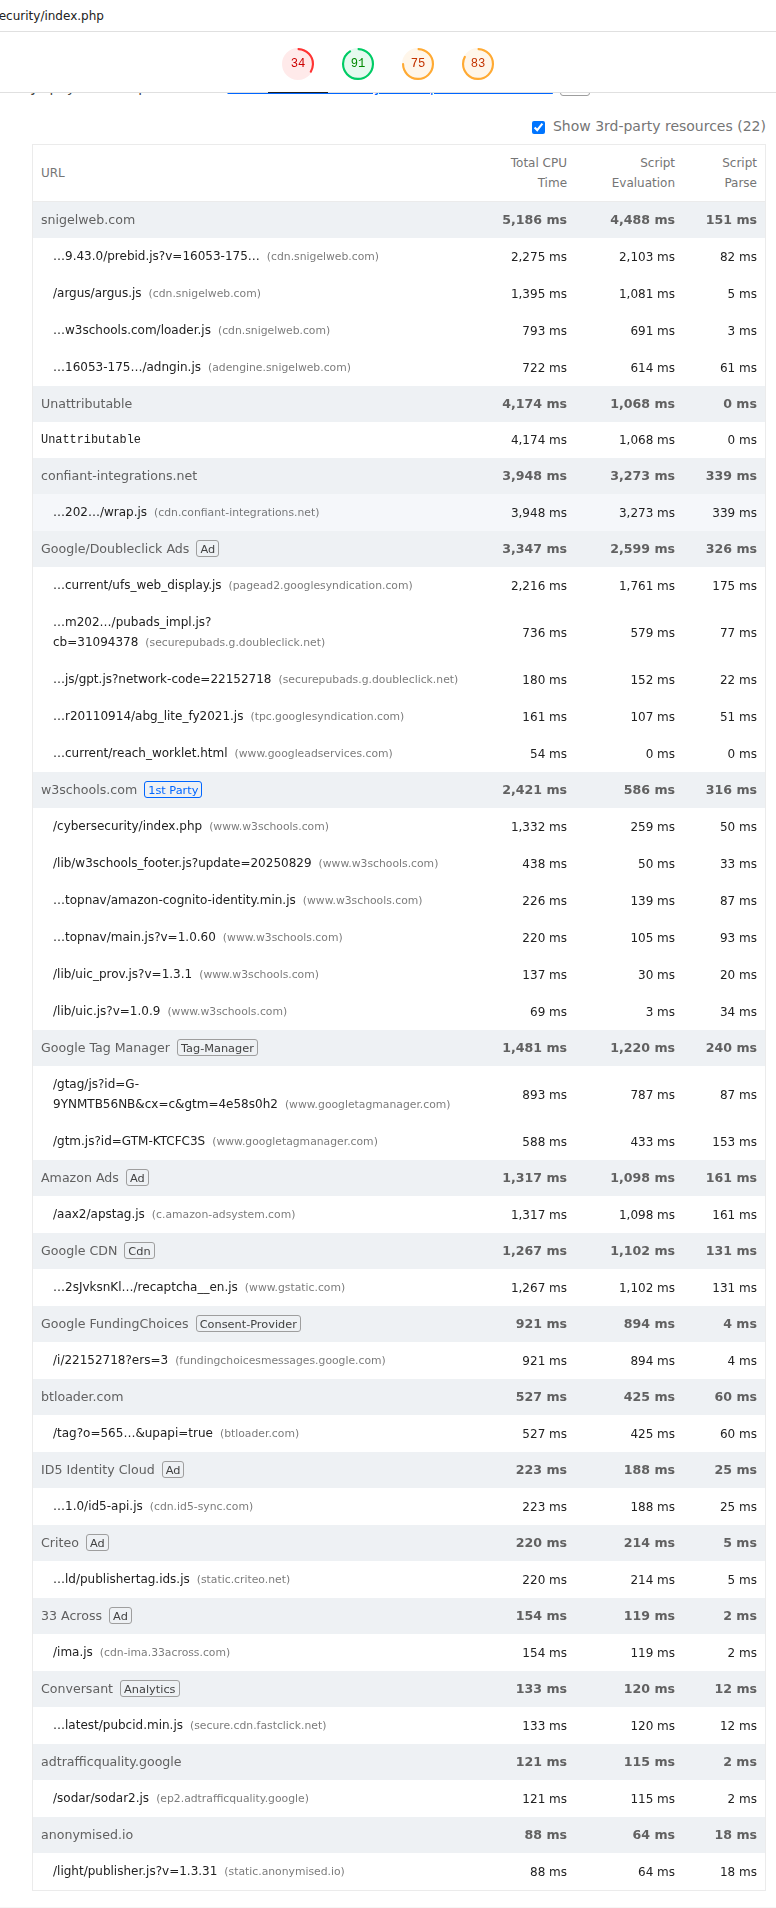 ecurity/index.php
34 91 75 83
Show 3rd-party resources (22)
URL Total CPU Time Script Evaluation Script Parse
snigelweb.com 5,186 ms 4,488 ms 151 ms
…9.43.0/prebid.js?v=16053-175… (cdn.snigelweb.com) 2,275 ms 2,103 ms 82 ms
/argus/argus.js (cdn.snigelweb.com) 1,395 ms 1,081 ms 5 ms
…w3schools.com/loader.js (cdn.snigelweb.com) 793 ms 691 ms 3 ms
…16053-175…/adngin.js (adengine.snigelweb.com) 722 ms 614 ms 61 ms
Unattributable 4,174 ms 1,068 ms 0 ms
Unattributable 4,174 ms 1,068 ms 0 ms
confiant-integrations.net 3,948 ms 3,273 ms 339 ms
…202…/wrap.js (cdn.confiant-integrations.net) 3,948 ms 3,273 ms 339 ms
Google/Doubleclick Ads Ad 3,347 ms 2,599 ms 326 ms
…current/ufs_web_display.js (pagead2.googlesyndication.com) 2,216 ms 1,761 ms 175 ms
…m202…/pubads_impl.js?
cb=31094378 (securepubads.g.doubleclick.net) 736 ms 579 ms 77 ms
…js/gpt.js?network-code=22152718 (securepubads.g.doubleclick.net) 180 ms 152 ms 22 ms
…r20110914/abg_lite_fy2021.js (tpc.googlesyndication.com) 161 ms 107 ms 51 ms
…current/reach_worklet.html (www.googleadservices.com) 54 ms 0 ms 0 ms
w3schools.com 1st Party 2,421 ms 586 ms 316 ms
/cybersecurity/index.php (www.w3schools.com) 1,332 ms 259 ms 50 ms
/lib/w3schools_footer.js?update=20250829 (www.w3schools.com) 438 ms 50 ms 33 ms
…topnav/amazon-cognito-identity.min.js (www.w3schools.com) 226 ms 139 ms 87 ms
…topnav/main.js?v=1.0.60 (www.w3schools.com) 220 ms 105 ms 93 ms
/lib/uic_prov.js?v=1.3.1 (www.w3schools.com) 137 ms 30 ms 20 ms
/lib/uic.js?v=1.0.9 (www.w3schools.com) 69 ms 3 ms 34 ms
Google Tag Manager Tag-Manager 1,481 ms 1,220 ms 240 ms
/gtag/js?id=G-
9YNMTB56NB&cx=c&gtm=4e58s0h2 (www.googletagmanager.com) 893 ms 787 ms 87 ms
/gtm.js?id=GTM-KTCFC3S (www.googletagmanager.com) 588 ms 433 ms 153 ms
Amazon Ads Ad 1,317 ms 1,098 ms 161 ms
/aax2/apstag.js (c.amazon-adsystem.com) 1,317 ms 1,098 ms 161 ms
Google CDN Cdn 1,267 ms 1,102 ms 131 ms
…2sJvksnKl…/recaptcha__en.js (www.gstatic.com) 1,267 ms 1,102 ms 131 ms
Google FundingChoices Consent-Provider 921 ms 894 ms 4 ms
/i/22152718?ers=3 (fundingchoicesmessages.google.com) 921 ms 894 ms 4 ms
btloader.com 527 ms 425 ms 60 ms
/tag?o=565…&upapi=true (btloader.com) 527 ms 425 ms 60 ms
ID5 Identity Cloud Ad 223 ms 188 ms 25 ms
…1.0/id5-api.js (cdn.id5-sync.com) 223 ms 188 ms 25 ms
Criteo Ad 220 ms 214 ms 5 ms
…ld/publishertag.ids.js (static.criteo.net) 220 ms 214 ms 5 ms
33 Across Ad 154 ms 119 ms 2 ms
/ima.js (cdn-ima.33across.com) 154 ms 119 ms 2 ms
Conversant Analytics 133 ms 120 ms 12 ms
…latest/pubcid.min.js (secure.cdn.fastclick.net) 133 ms 120 ms 12 ms
adtrafficquality.google 121 ms 115 ms 2 ms
/sodar/sodar2.js (ep2.adtrafficquality.google) 121 ms 115 ms 2 ms
anonymised.io 88 ms 64 ms 18 ms
/light/publisher.js?v=1.3.31 (static.anonymised.io) 88 ms 64 ms 18 ms